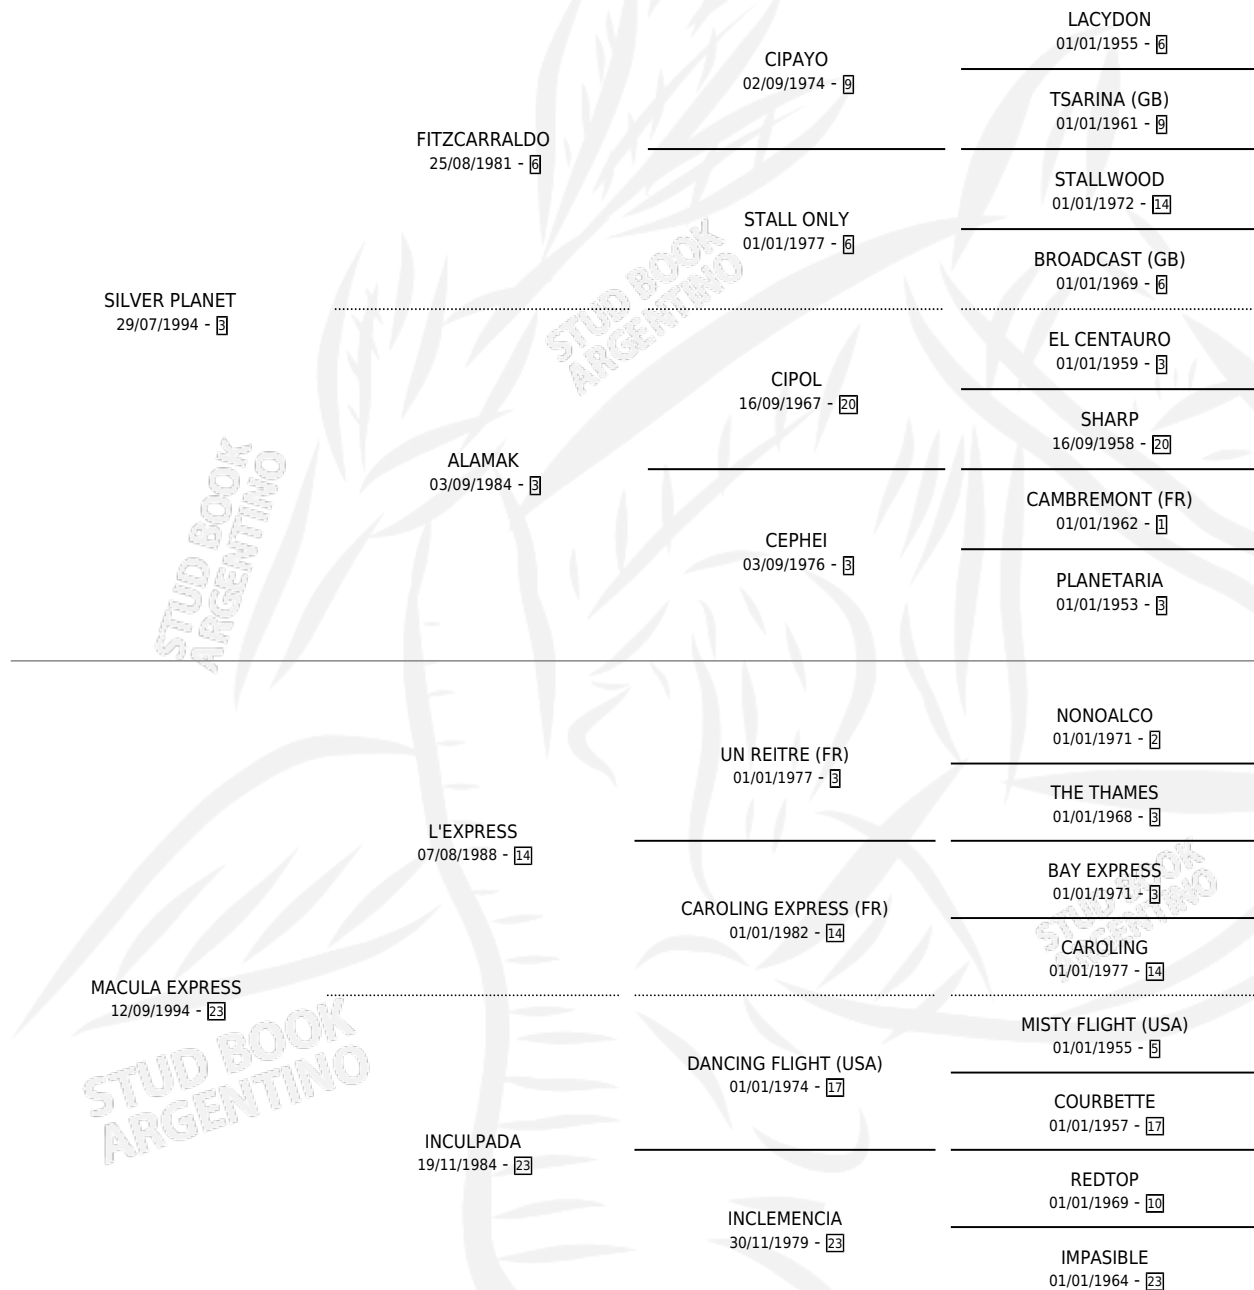 LACYDON
01/01/1955 - 6
CIPAYO
02/09/1974 - 9
TSARINA (GB)
01/01/1961 - 9
FITZCARRALDO
25/08/1981 - 6
STALLWOOD
01/01/1972 - 14
STALL ONLY
01/01/1977 - 6
BROADCAST (GB)
01/01/1969 - 6
SILVER PLANET
29/07/1994 - 3
STUD BOOK
ARGENTINO
EL CENTAURO
01/01/1959 - 3
CIPOL
16/09/1967 - 20
SHARP
16/09/1958 - 20
ALAMAK
03/09/1984 - 3
CAMBREMONT (FR)
01/01/1962 - 1
CEPHEI
03/09/1976 - 3
PLANETARIA
01/01/1953 - 3
STUD BOOK
ARGENTINO
NONOALCO
01/01/1971 - 2
UN REITRE (FR)
01/01/1977 - 3
THE THAMES
01/01/1968 - 3
L'EXPRESS
07/08/1988 - 14
BAY EXPRESS
01/01/1971 - 3
CAROLING EXPRESS (FR)
01/01/1982 - 14
STUD BOOK
ARGENTINO
CAROLING
01/01/1977 - 14
MACULA EXPRESS
12/09/1994 - 23
STUD BOOK
ARGENTINO
MISTY FLIGHT (USA)
01/01/1955 - 5
DANCING FLIGHT (USA)
01/01/1974 - 17
COURBETTE
01/01/1957 - 17
INCULPADA
19/11/1984 - 23
REDTOP
01/01/1969 - 10
INCLEMENCIA
30/11/1979 - 23
IMPASIBLE
01/01/1964 - 23